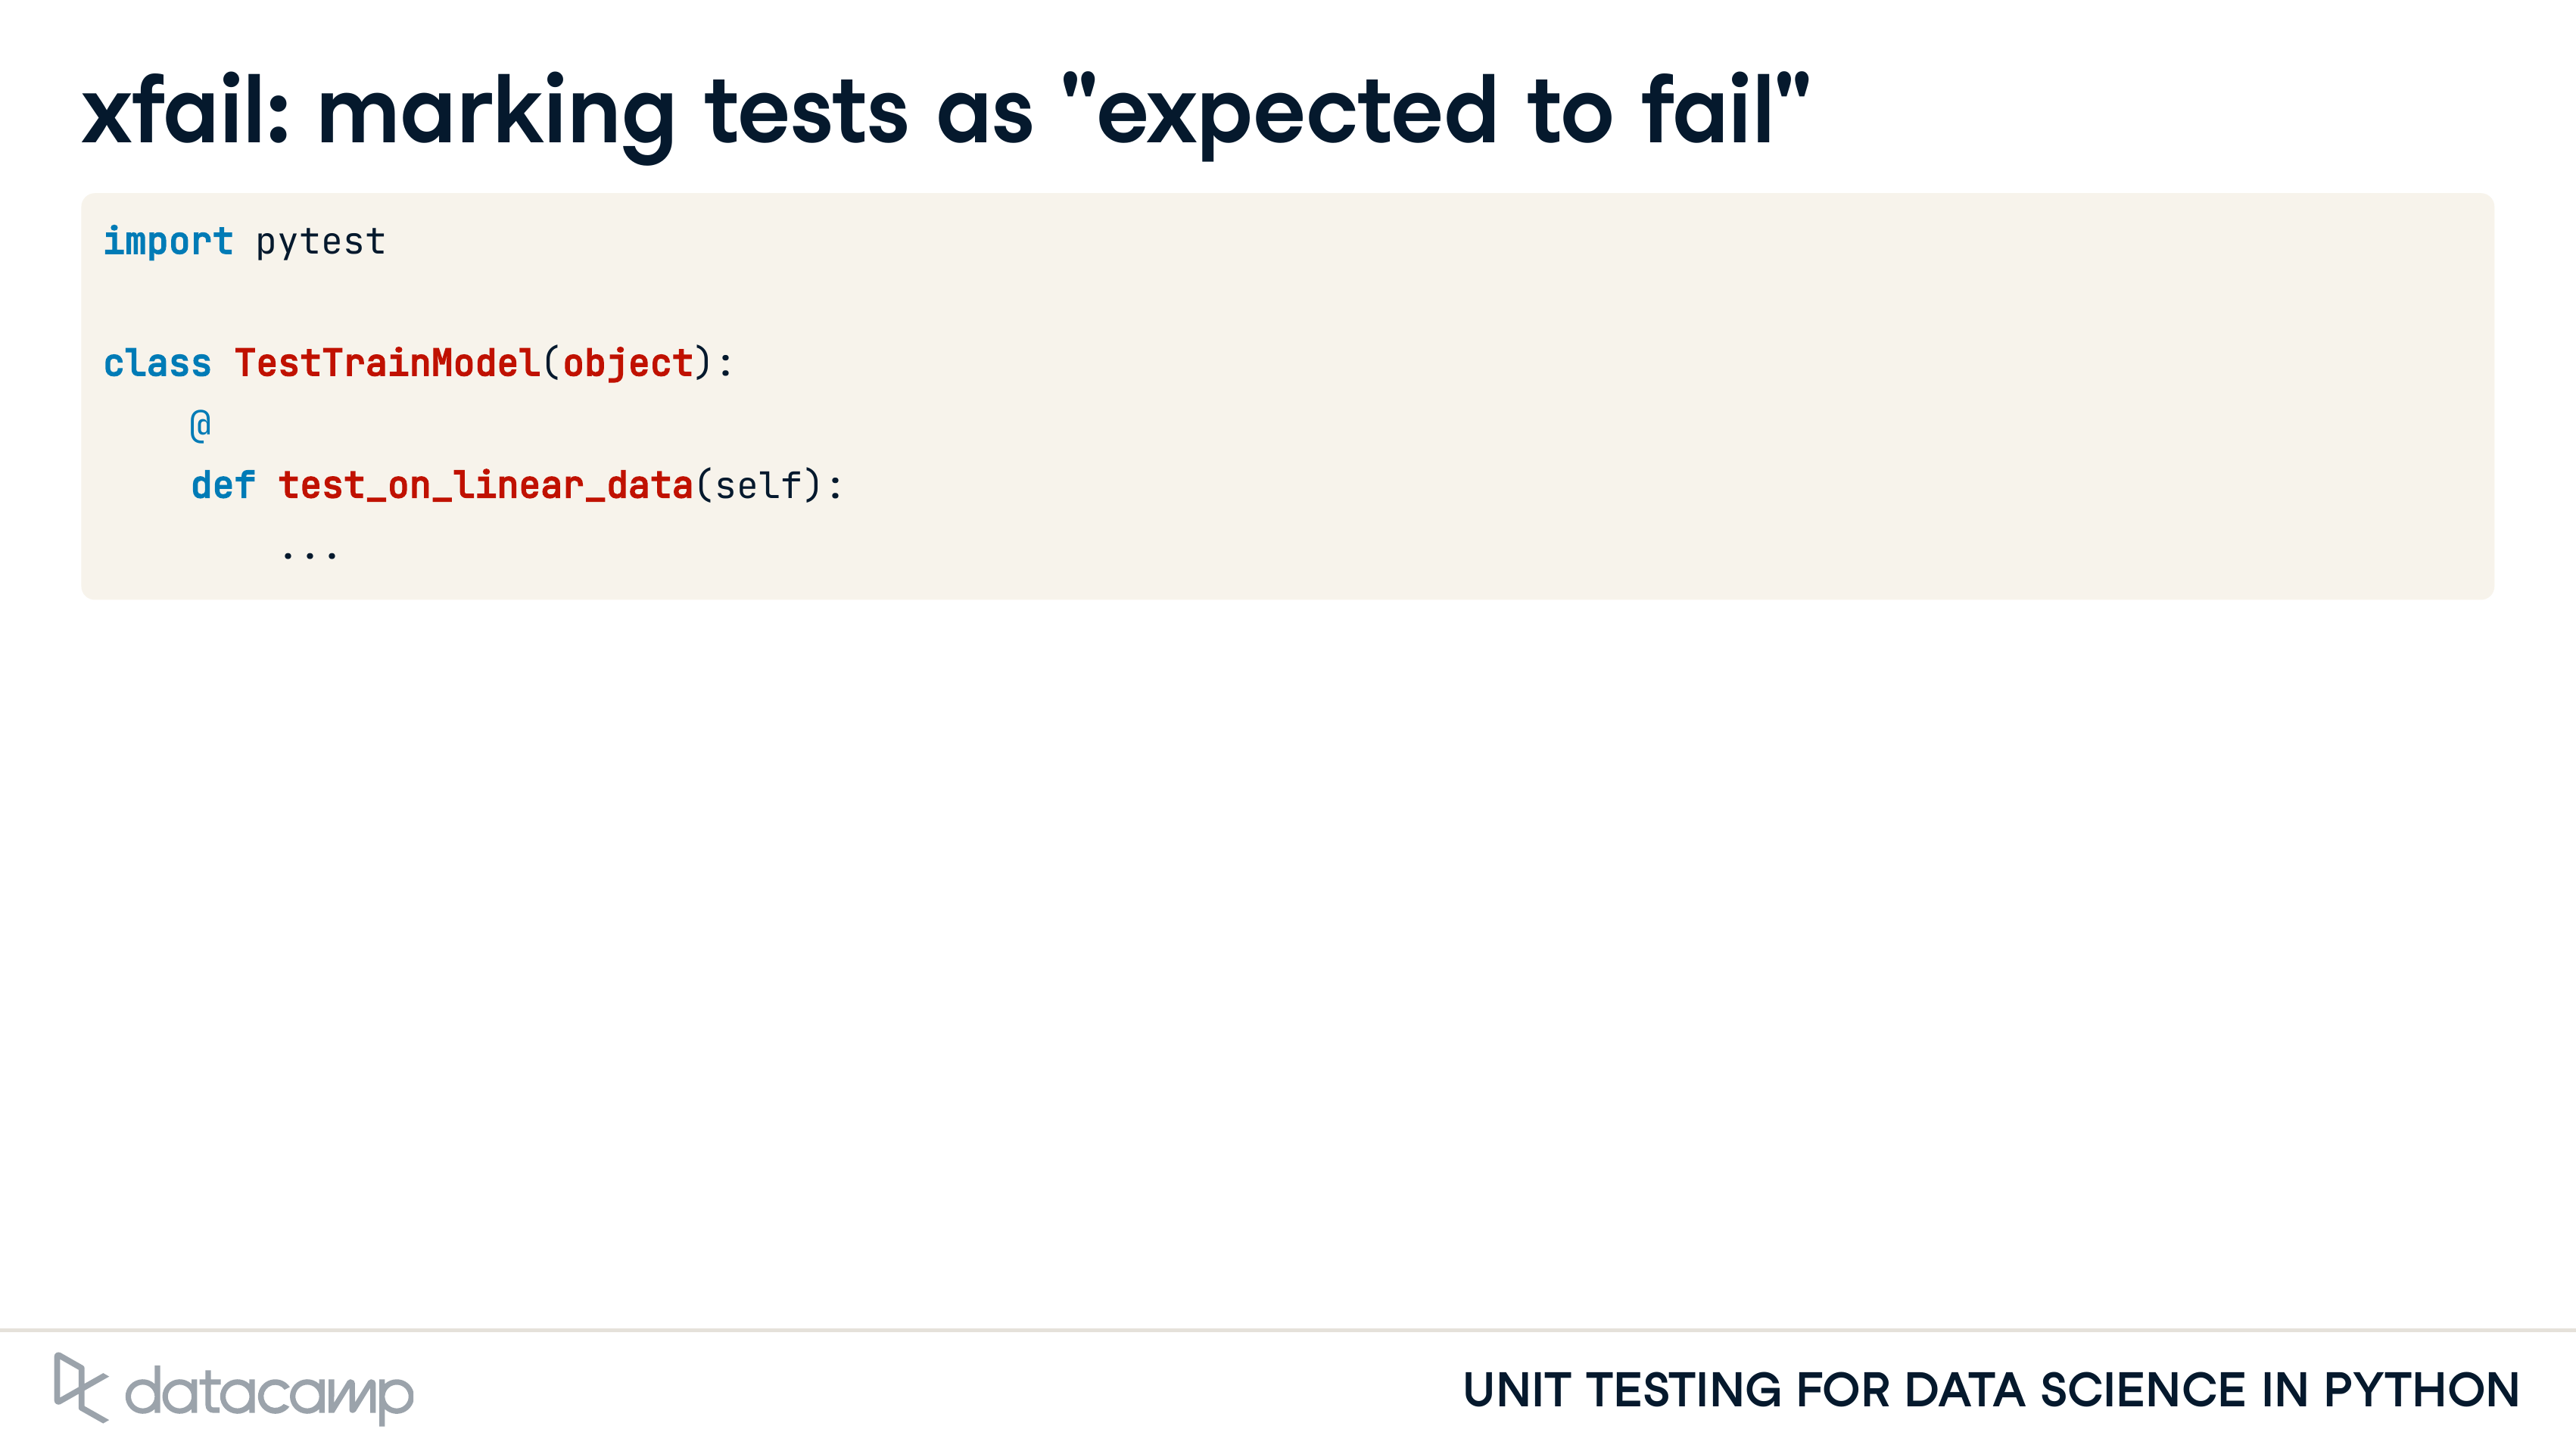 xfail: marking tests as "expected to fail"
import pytest
class TestTrainModel(object):
    @
    def test_on_linear_data(self):
        ...
datacamp
UNIT TESTING FOR DATA SCIENCE IN PYTHON